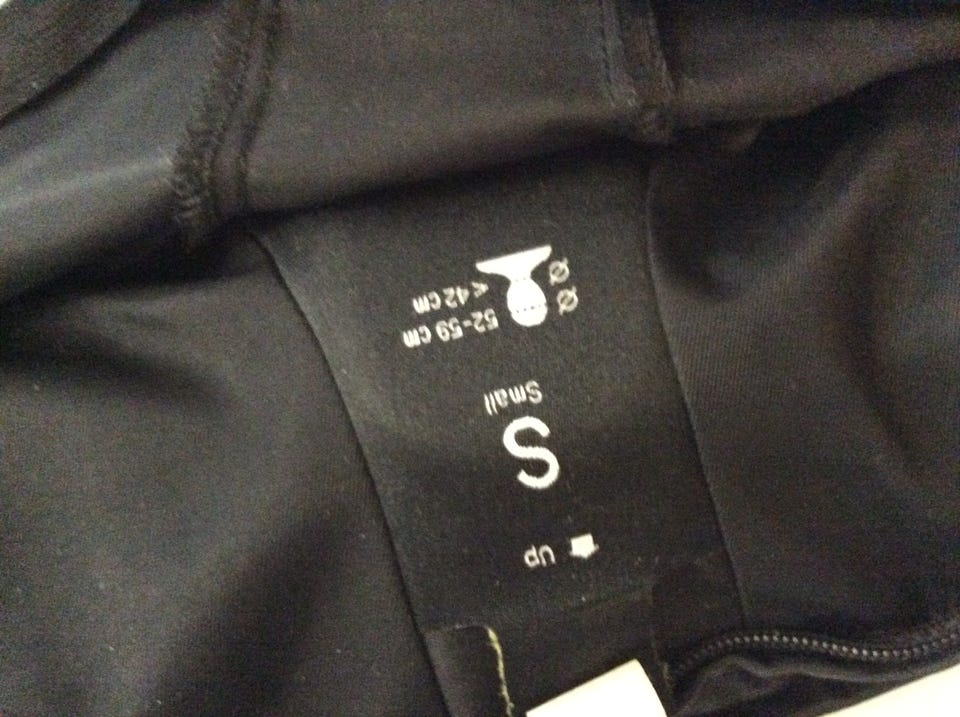 UP
S
Small
Ø 52-59 cm
Ø < 42 cm